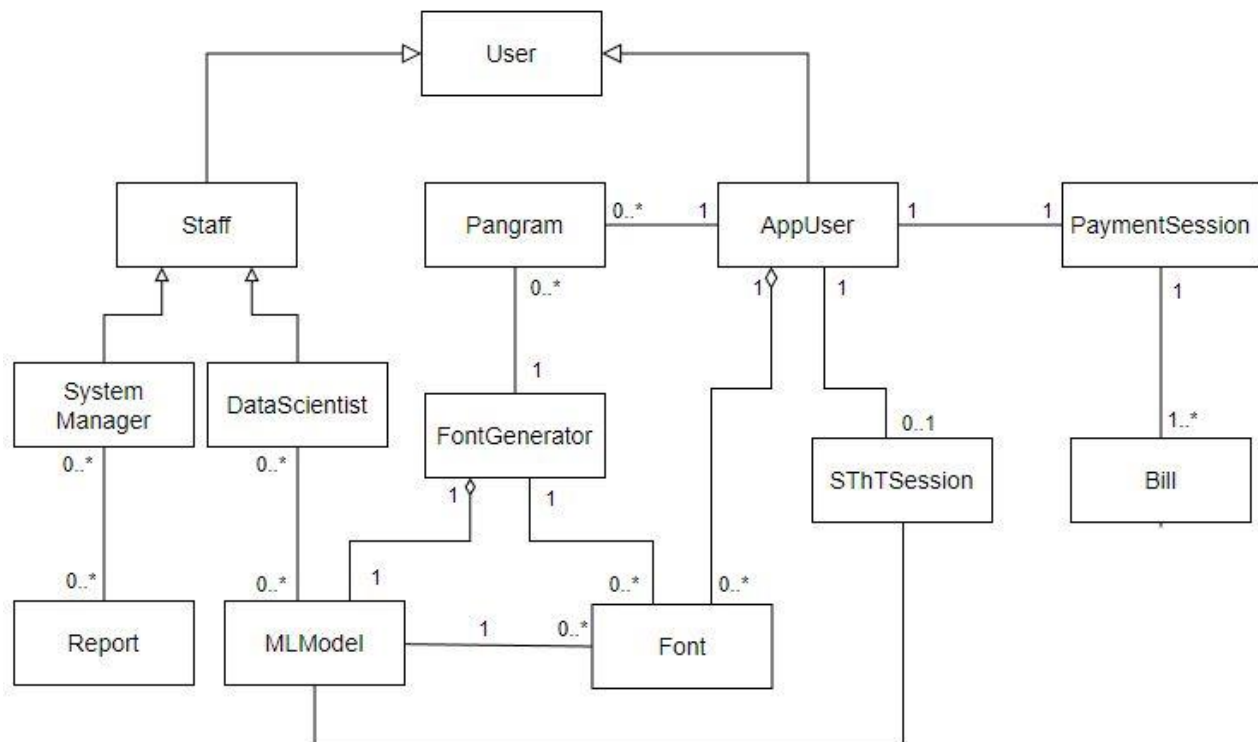 User
Staff
Pangram
0..*
1
AppUser
1
1
PaymentSession
0..*
1
1
1
System
Manager
DataScientist
1
FontGenerator
0..1
1..*
0..*
0..*
1
1
SThTSession
Bill
0..*
0..*
1
0..*
0..*
Report
MLModel
1
0..*
Font